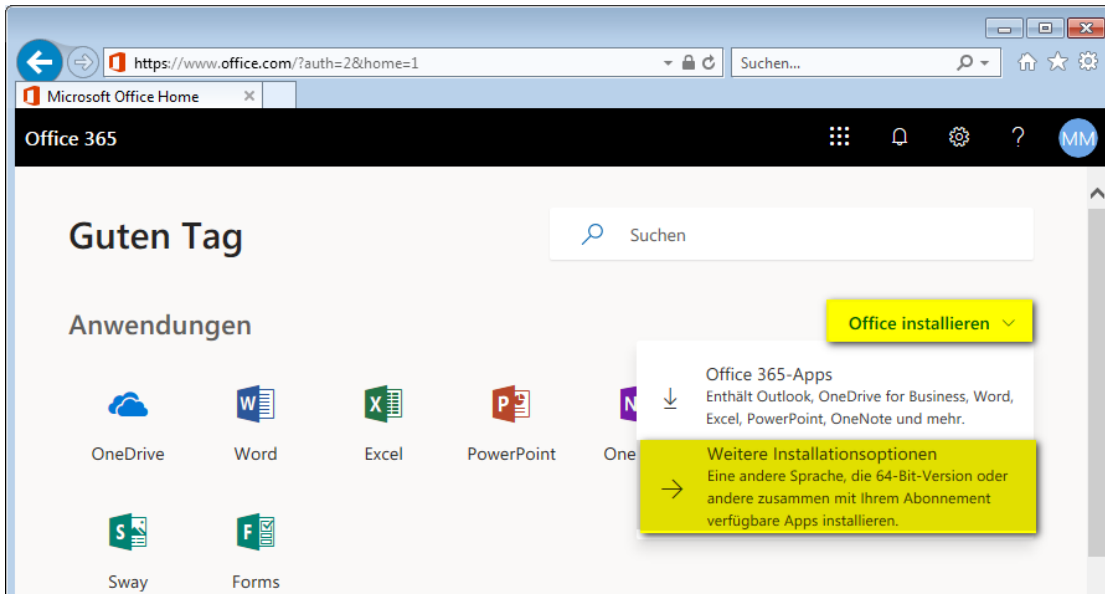 https://www.office.com/?auth=2&home=1
Suchen...
Microsoft Office Home
Office 365
MM
Guten Tag
Suchen
Anwendungen
Office installieren
Office 365-Apps
Enthält Outlook, OneDrive for Business, Word,
Excel, PowerPoint, OneNote und mehr.
OneDrive
Word
Excel
PowerPoint
One
Weitere Installationsoptionen
Eine andere Sprache, die 64-Bit-Version oder
andere zusammen mit Ihrem Abonnement
verfügbare Apps installieren.
Sway
Forms